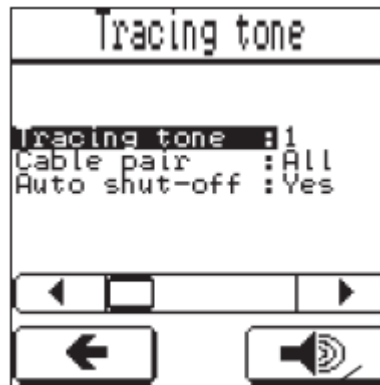 Tracing tone
Tracing tone :1
Cable pair :All
Auto shut-off :Yes